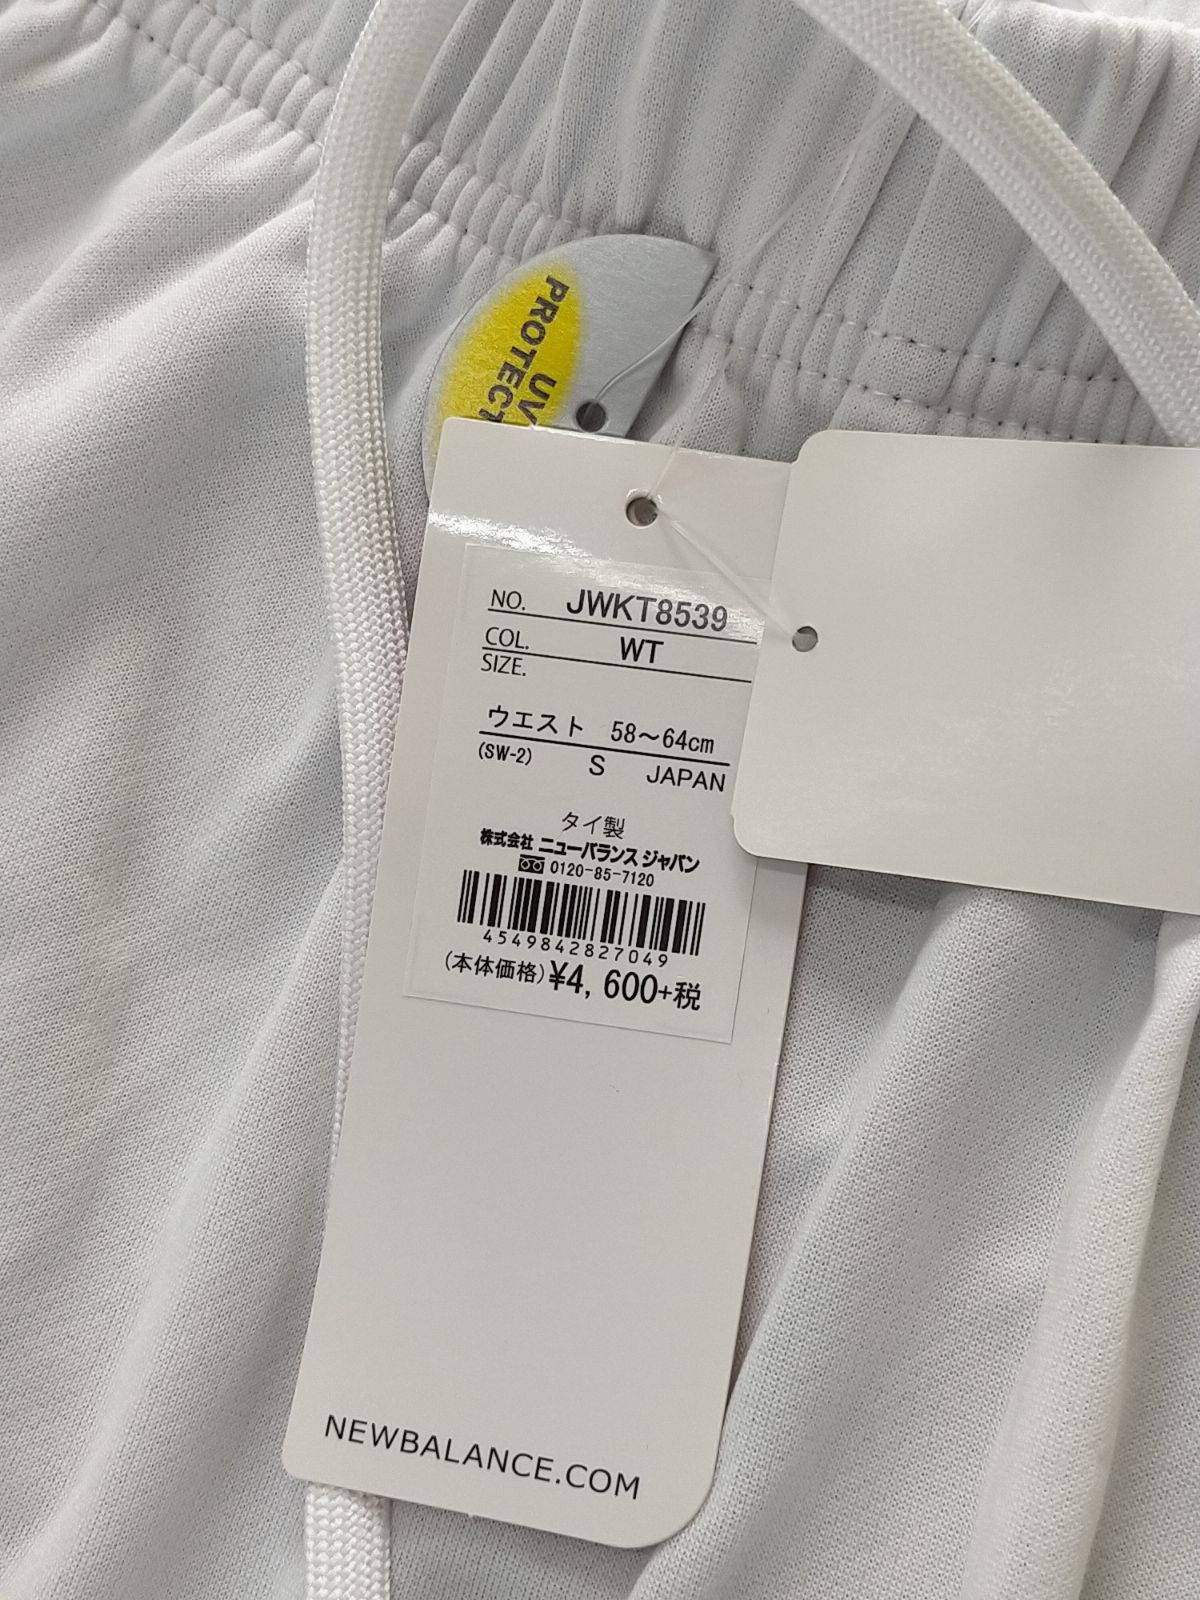 UV
PROTECT
NO. JWKT8539
COL. WT
SIZE.
ウエスト 58~64cm
(SW-2) S JAPAN
タイ製
株式会社 ニューバランス ジャパン
0120-85-7120
4549842827049
(本体価格)¥4,600+税
NEWBALANCE.COM